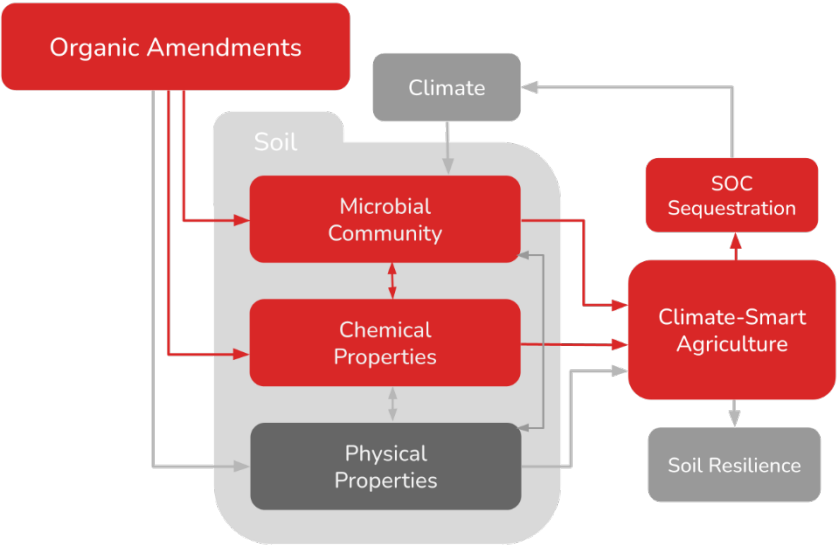 Organic Amendments
Climate
Soil
Microbial
Community
SOC
Sequestration
Chemical
Properties
Climate-Smart
Agriculture
Physical
Properties
Soil Resilience